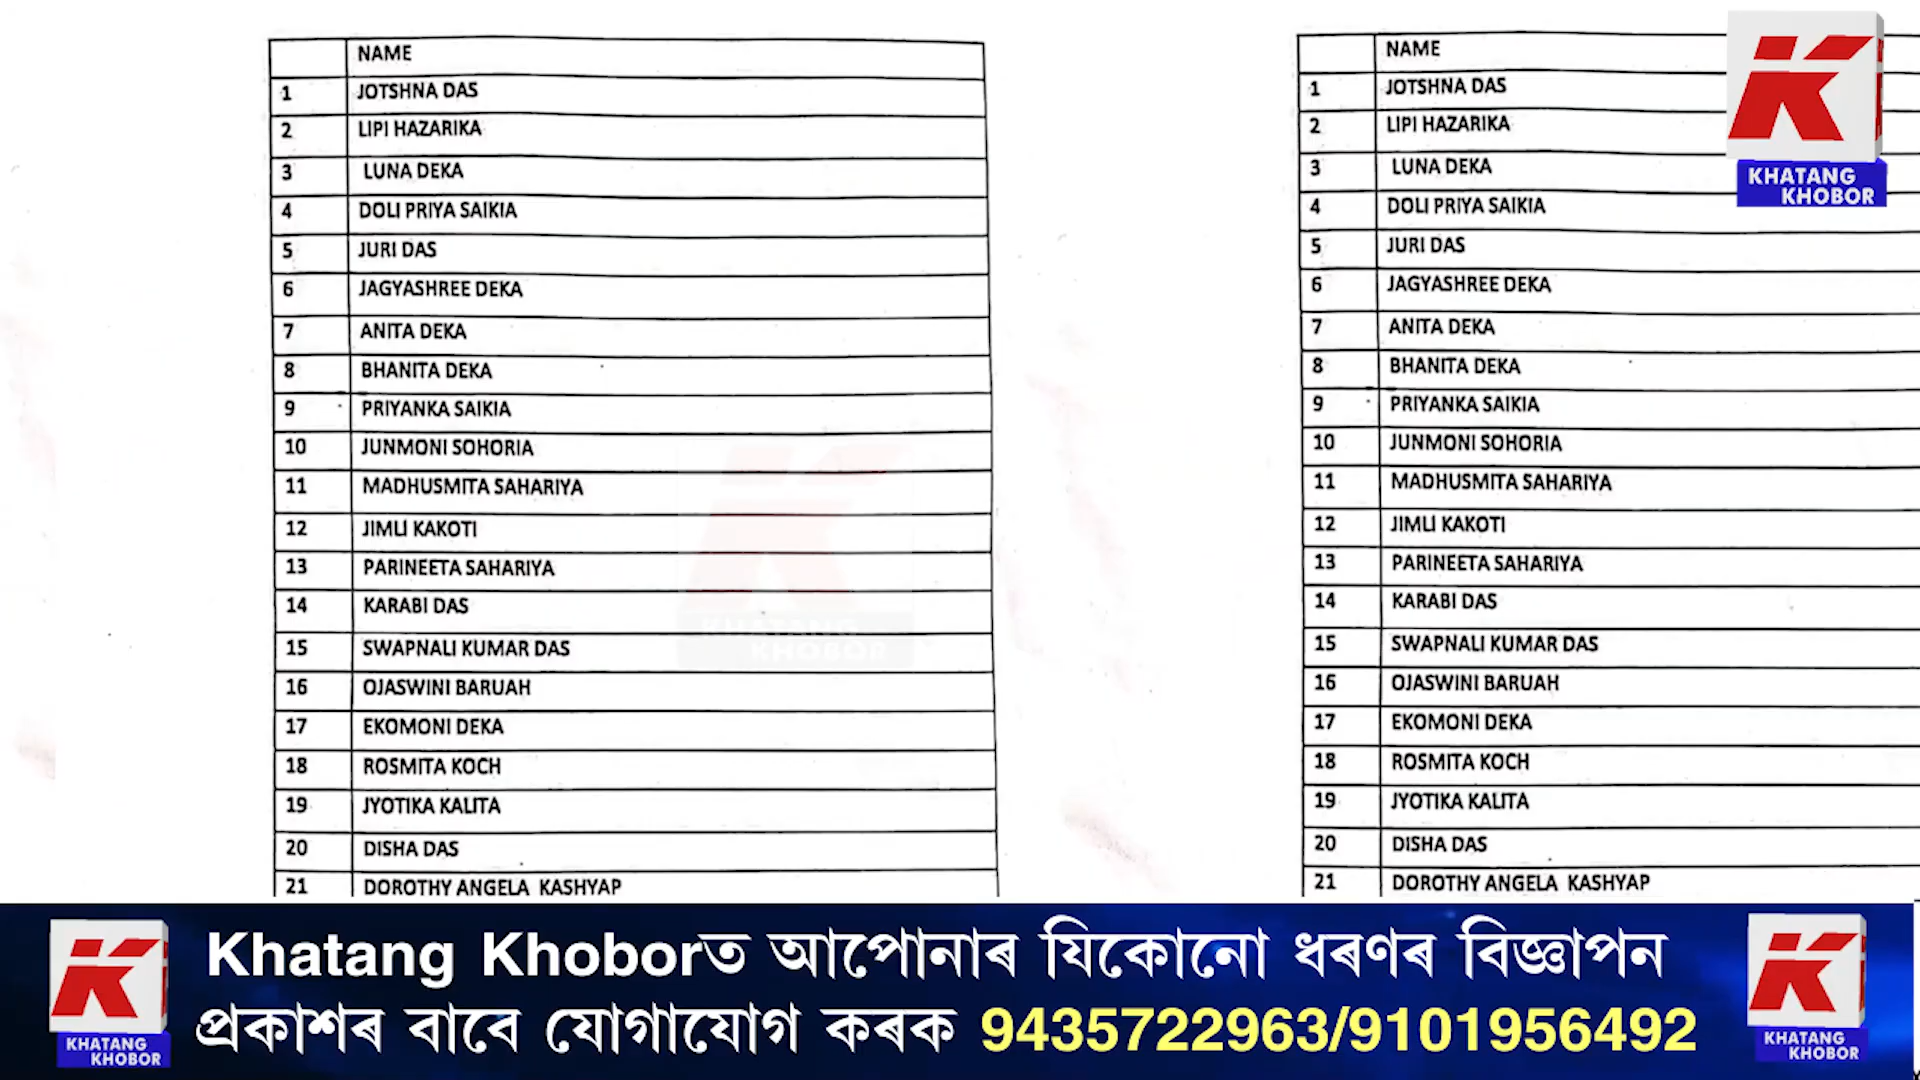 NAME
1 JOTSHNA DAS
2 LIPI HAZARIKA
3 LUNA DEKA
4 DOLI PRIYA SAIKIA
5 JURI DAS
6 JAGYASHREE DEKA
7 ANITA DEKA
8 BHANITA DEKA
9 PRIYANKA SAIKIA
10 JUNMONI SOHORIA
11 MADHUSMITA SAHARIYA
12 JIMLI KAKOTI
13 PARINEETA SAHARIYA
14 KARABI DAS
15 SWAPNALI KUMAR DAS
16 OJASWINI BARUAH
17 EKOMONI DEKA
18 ROSMITA KOCH
19 JYOTIKA KALITA
20 DISHA DAS
21 DOROTHY ANGELA KASHYAP
KHATANG
KHOBOR
NAME
1 JOTSHNA DAS
2 LIPI HAZARIKA
3 LUNA DEKA
4 DOLI PRIYA SAIKIA
5 JURI DAS
6 JAGYASHREE DEKA
7 ANITA DEKA
8 BHANITA DEKA
9 PRIYANKA SAIKIA
10 JUNMONI SOHORIA
11 MADHUSMITA SAHARIYA
12 JIMLI KAKOTI
13 PARINEETA SAHARIYA
14 KARABI DAS
15 SWAPNALI KUMAR DAS
16 OJASWINI BARUAH
17 EKOMONI DEKA
18 ROSMITA KOCH
19 JYOTIKA KALITA
20 DISHA DAS
21 DOROTHY ANGELA KASHYAP
K
KHATANG
KHOBOR
K
KHATANG
KHOBOR
Khatang Khoborত আপোনাৰ যিকোনো ধৰণৰ বিজ্ঞাপন
প্ৰকাশৰ বাবে যোগাযোগ কৰক 9435722963/9101956492
K
KHATANG
KHOBOR